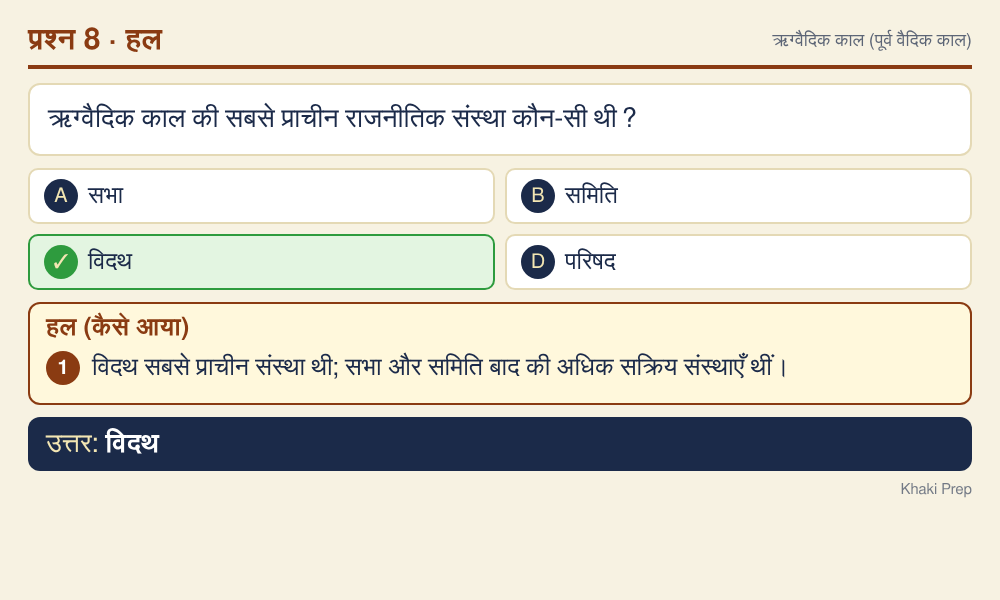 प्रश्न 8 · हल
ऋग्वैदिक काल (पूर्व वैदिक काल)
ऋग्वैदिक काल की सबसे प्राचीन राजनीतिक संस्था कौन-सी थी ?
A सभा
B समिति
✓ विदथ
D परिषद
हल (कैसे आया)
1 विदथ सबसे प्राचीन संस्था थी; सभा और समिति बाद की अधिक सक्रिय संस्थाएँ थीं।
उत्तर: विदथ
Khaki Prep